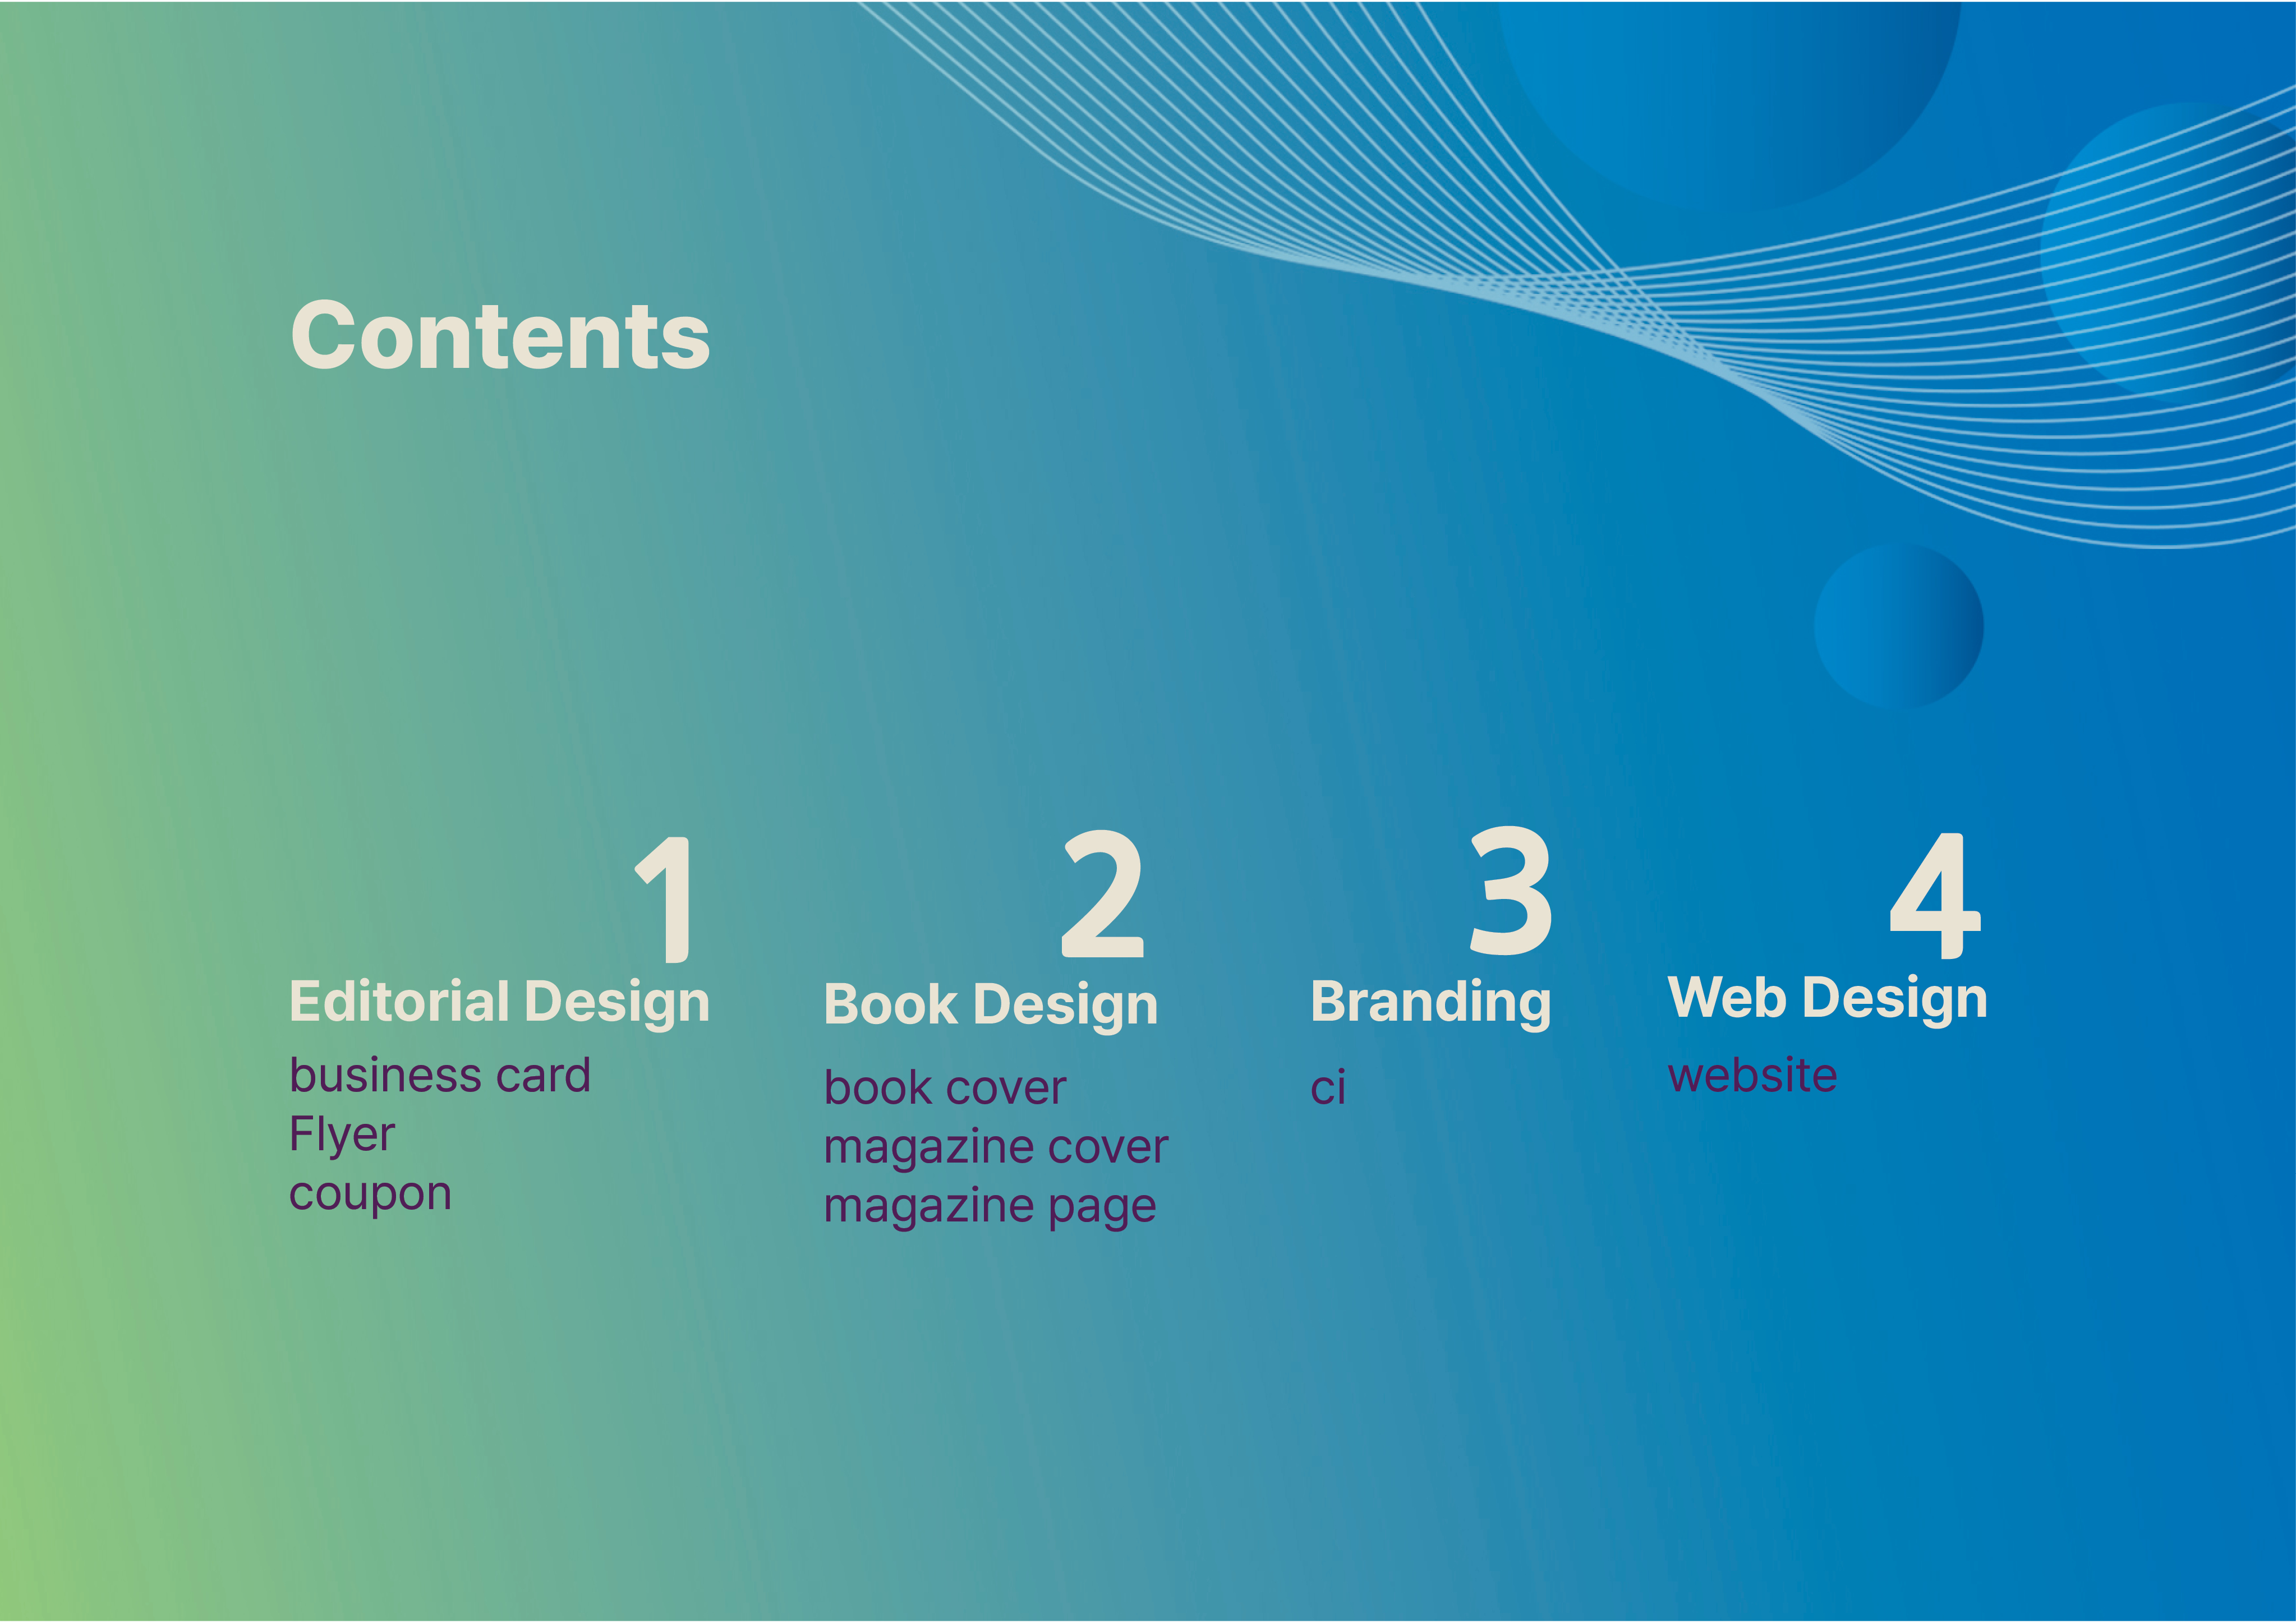 Contents
1
Editorial Design
business card
Flyer
coupon
2
Book Design
book cover
magazine cover
magazine page
3
Branding
ci
4
Web Design
website